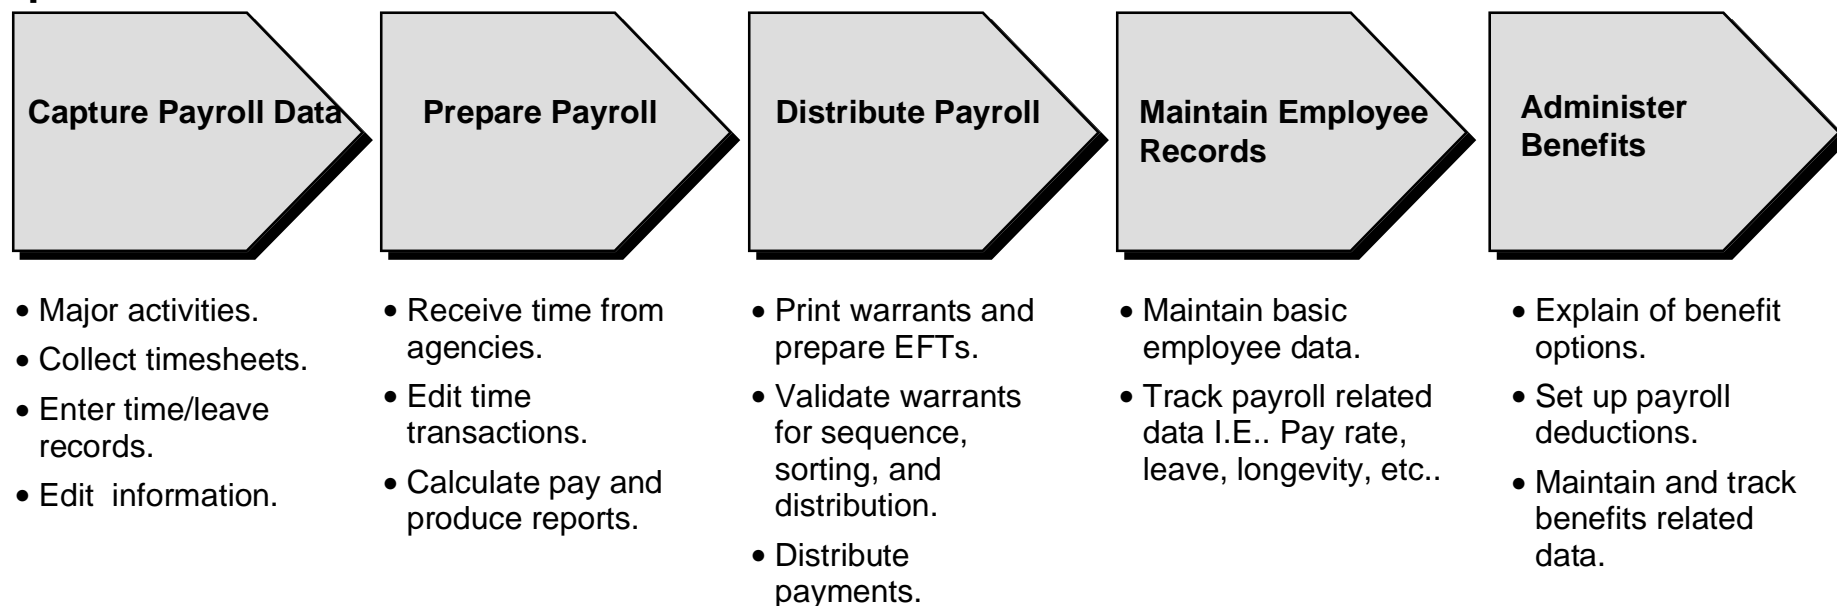 Capture Payroll Data
Prepare Payroll
Distribute Payroll
Maintain Employee
Records
Administer
Benefits
• Major activities.
• Collect timesheets.
• Enter time/leave
records.
• Edit  information.
• Receive time from
agencies.
• Edit time
transactions.
• Calculate pay and
produce reports.
• Print warrants and
prepare EFTs.
• Validate warrants
for sequence,
sorting, and
distribution.
• Distribute
payments.
• Maintain basic
employee data.
• Track payroll related
data I.E.. Pay rate,
leave, longevity, etc..
• Explain of benefit
options.
• Set up payroll
deductions.
• Maintain and track
benefits related
data.